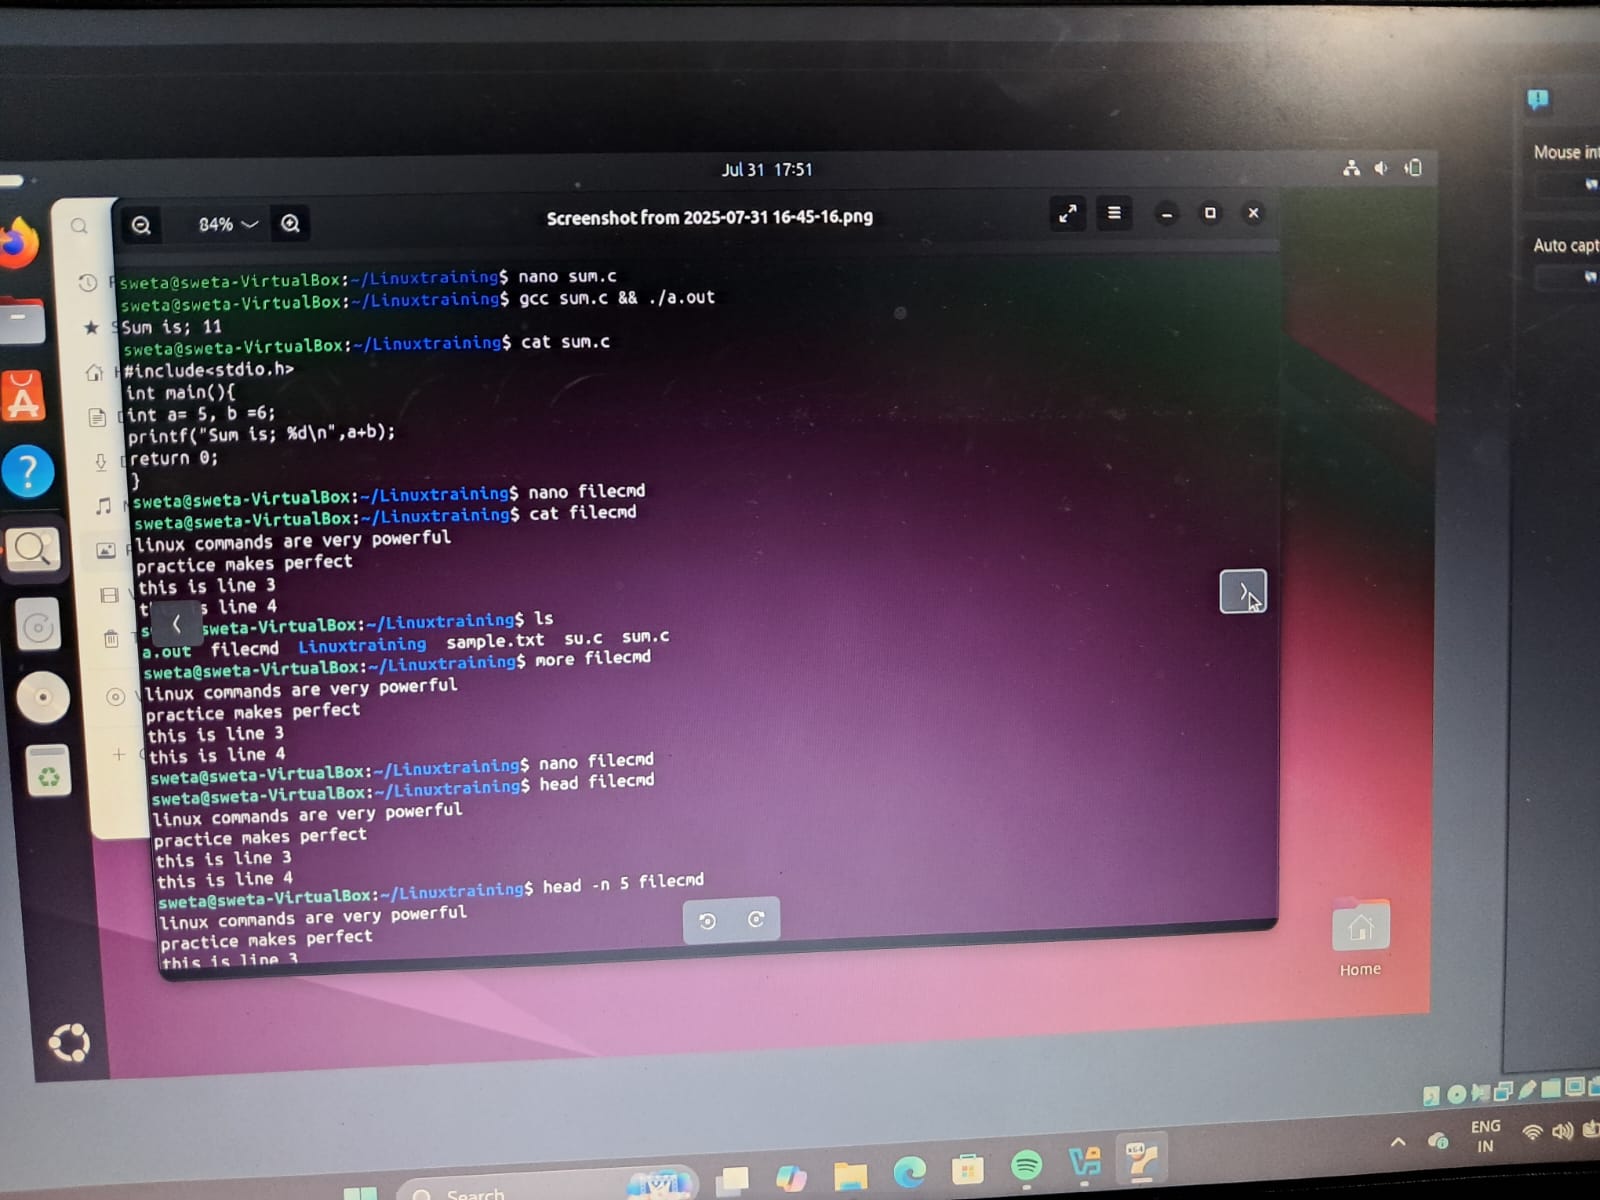 Jul 31 17:51
Mouse int
Auto capt
84%
Screenshot from 2025-07-31 16-45-16.png
sweta@sweta-VirtualBox:~/Linuxtraining$ nano sum.c
sweta@sweta-VirtualBox:~/Linuxtraining$ gcc sum.c && ./a.out
Sum is; 11
sweta@sweta-VirtualBox:~/Linuxtraining$ cat sum.c
#include<stdio.h>
int main(){
int a= 5, b =6;
printf("Sum is; %d\n",a+b);
return 0;
}
sweta@sweta-VirtualBox:~/Linuxtraining$ nano filecmd
sweta@sweta-VirtualBox:~/Linuxtraining$ cat filecmd
linux commands are very powerful
practice makes perfect
this is line 3
t s line 4
s sweta-VirtualBox:~/Linuxtraining$ ls
a.out filecmd Linuxtraining sample.txt su.c sum.c
sweta@sweta-VirtualBox:~/Linuxtraining$ more filecmd
linux commands are very powerful
practice makes perfect
this is line 3
this is line 4
sweta@sweta-VirtualBox:~/Linuxtraining$ nano filecmd
sweta@sweta-VirtualBox:~/Linuxtraining$ head filecmd
linux commands are very powerful
practice makes perfect
this is line 3
this is line 4
sweta@sweta-VirtualBox:~/Linuxtraining$ head -n 5 filecmd
linux commands are very powerful
practice makes perfect
this is line 3
Home
Search
ENG
IN